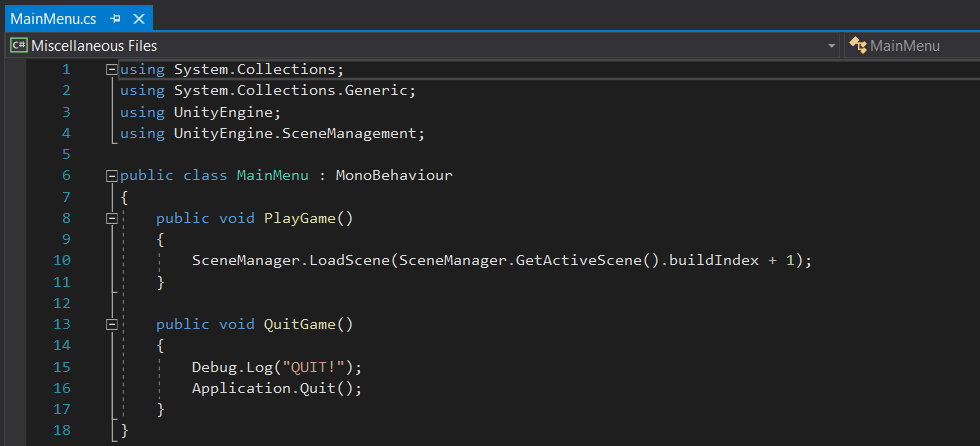 MainMenu.cs
C# Miscellaneous Files MainMenu
1 using System.Collections;
2 using System.Collections.Generic;
3 using UnityEngine;
4 using UnityEngine.SceneManagement;
5
6 public class MainMenu : MonoBehaviour
7 {
8     public void PlayGame()
9     {
10         SceneManager.LoadScene(SceneManager.GetActiveScene().buildIndex + 1);
11     }
12
13     public void QuitGame()
14     {
15         Debug.Log("QUIT!");
16         Application.Quit();
17     }
18 }